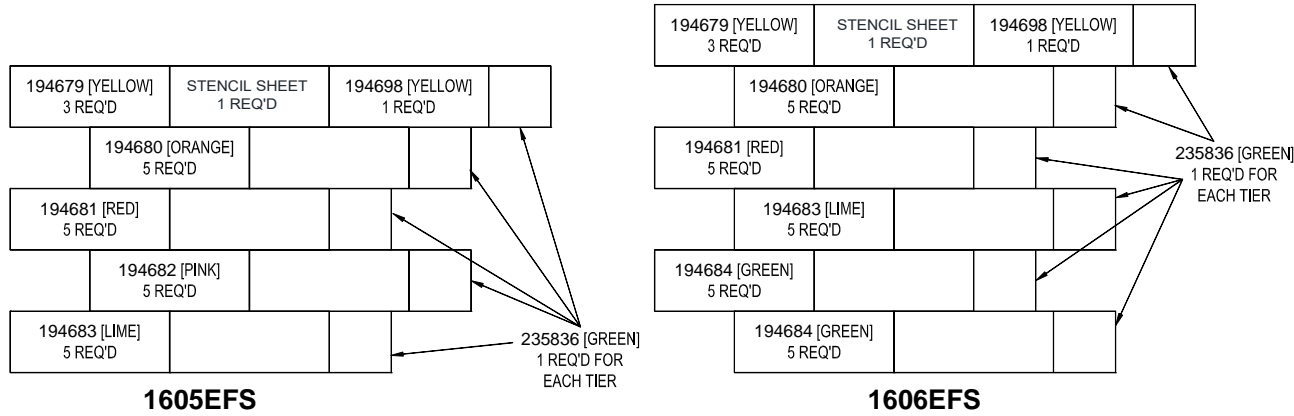 194679 [YELLOW]
3 REQ'D
STENCIL SHEET
1 REQ'D
194698 [YELLOW]
1 REQ'D
194680 [ORANGE]
5 REQ'D
194681 [RED]
5 REQ'D
194682 [PINK]
5 REQ'D
194683 [LIME]
5 REQ'D
235836 [GREEN]
1 REQ'D FOR
EACH TIER
1605EFS
194679 [YELLOW]
3 REQ'D
STENCIL SHEET
1 REQ'D
194698 [YELLOW]
1 REQ'D
194680 [ORANGE]
5 REQ'D
194681 [RED]
5 REQ'D
194683 [LIME]
5 REQ'D
194684 [GREEN]
5 REQ'D
194684 [GREEN]
5 REQ'D
235836 [GREEN]
1 REQ'D FOR
EACH TIER
1606EFS